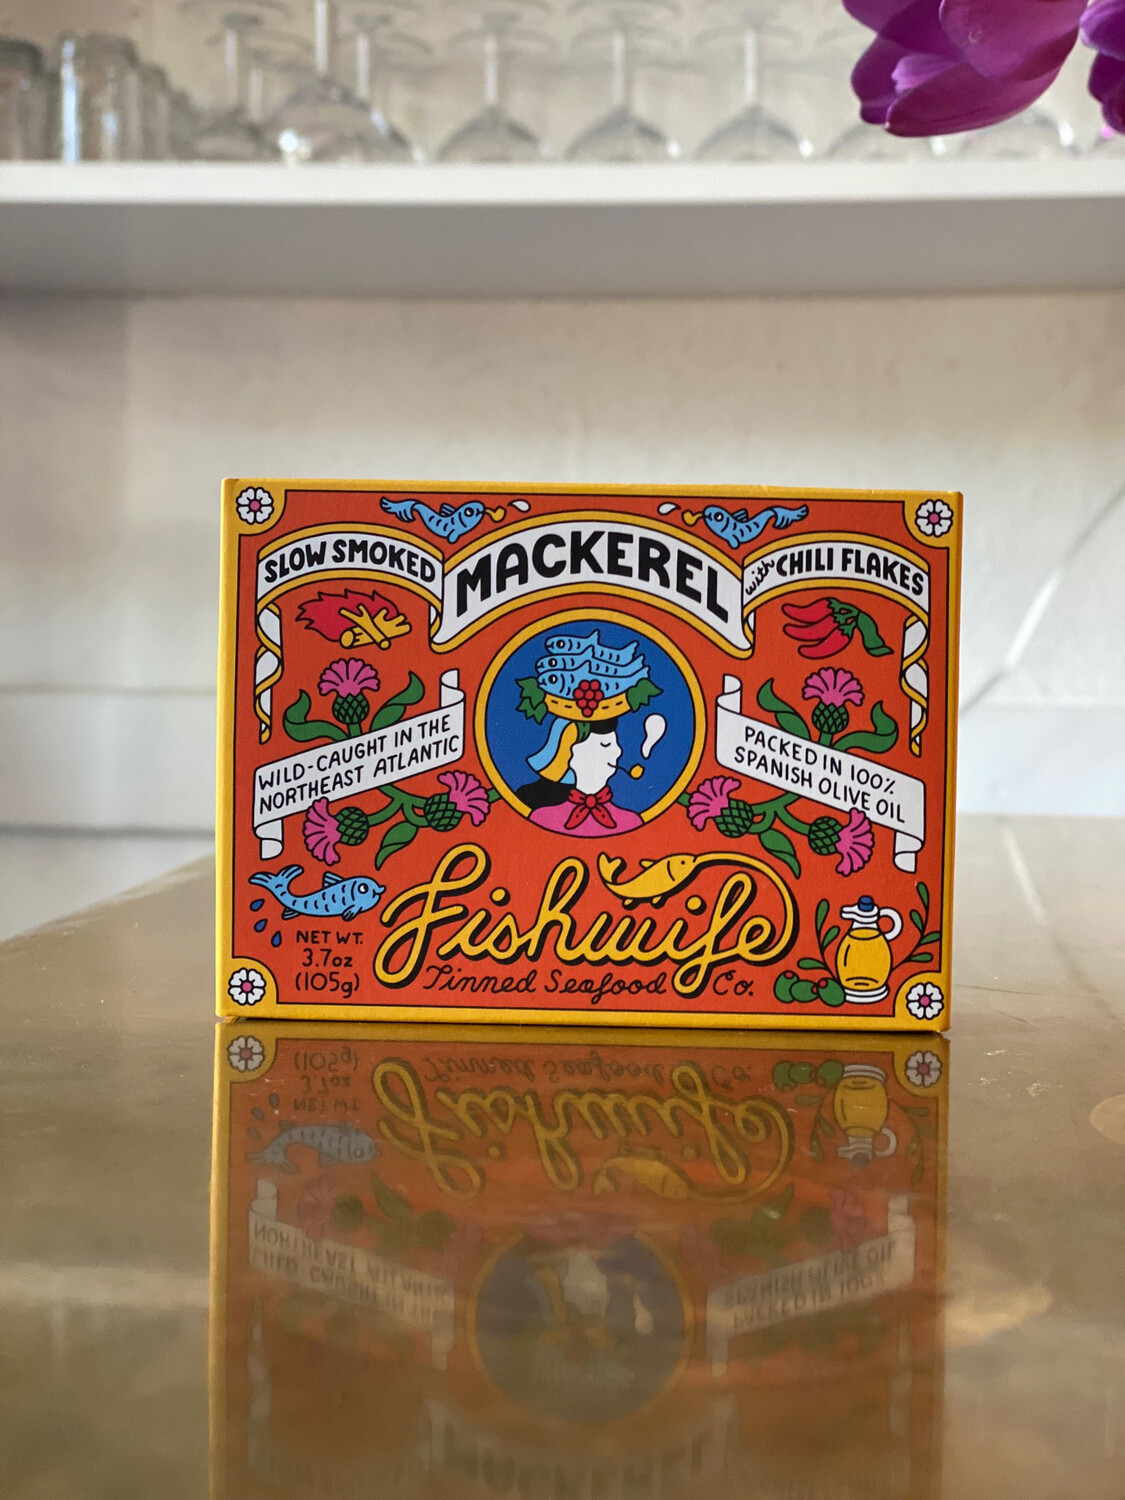 SLOW SMOKED
MACKEREL
with CHILI FLAKES
WILD-CAUGHT IN THE
NORTHEAST ATLANTIC
PACKED IN 100%
SPANISH OLIVE OIL
Fishwife
Tinned Seafood Co.
NET WT.
3.7oz
(105g)